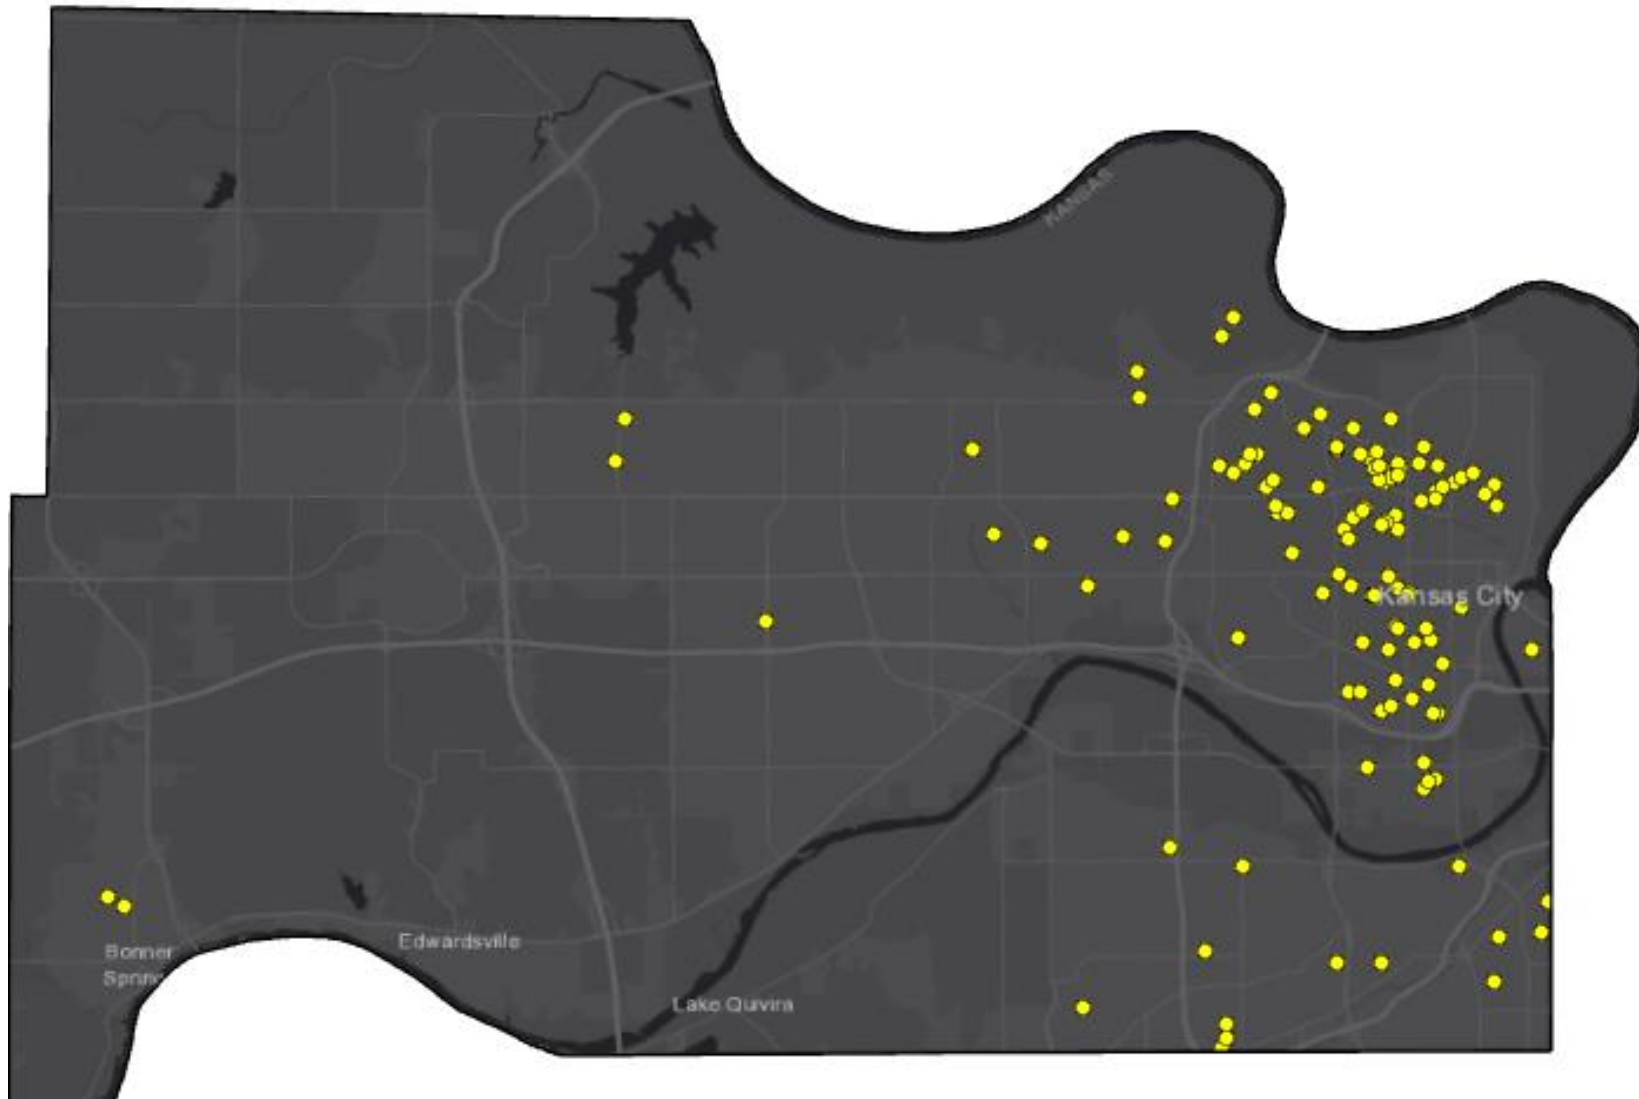 KANSAS
Kansas City
Bonner
Edwardsville
Lake Quivira